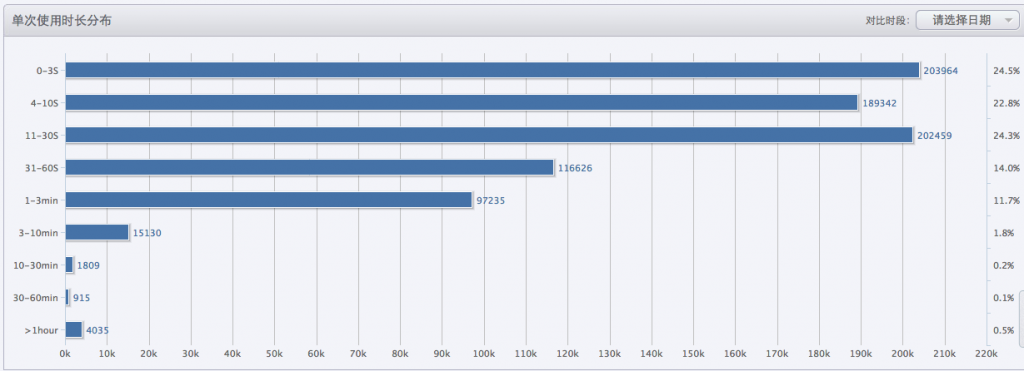 单次使用时长分布 对比时段: 请选择日期
0-3S 203964 24.5%
4-10S 189342 22.8%
11-30S 202459 24.3%
31-60S 116626 14.0%
1-3min 97235 11.7%
3-10min 15130 1.8%
10-30min 1809 0.2%
30-60min 915 0.1%
>1hour 4035 0.5%
0k 10k 20k 30k 40k 50k 60k 70k 80k 90k 100k 110k 120k 130k 140k 150k 160k 170k 180k 190k 200k 210k 220k